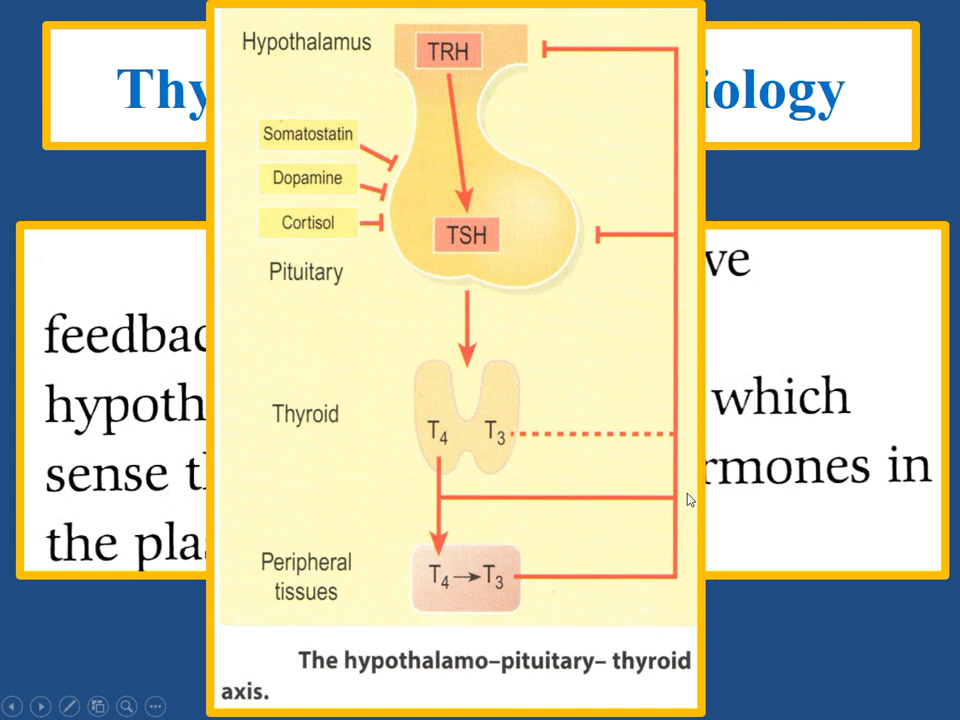 Thy
iology
ve
feedbac
hypoth
which
sense t
rmones in
the pla
Hypothalamus
TRH
Somatostatin
Dopamine
Cortisol
TSH
Pituitary
Thyroid
T4 T3
Peripheral
tissues
T4 → T3
The hypothalamo–pituitary– thyroid
axis.